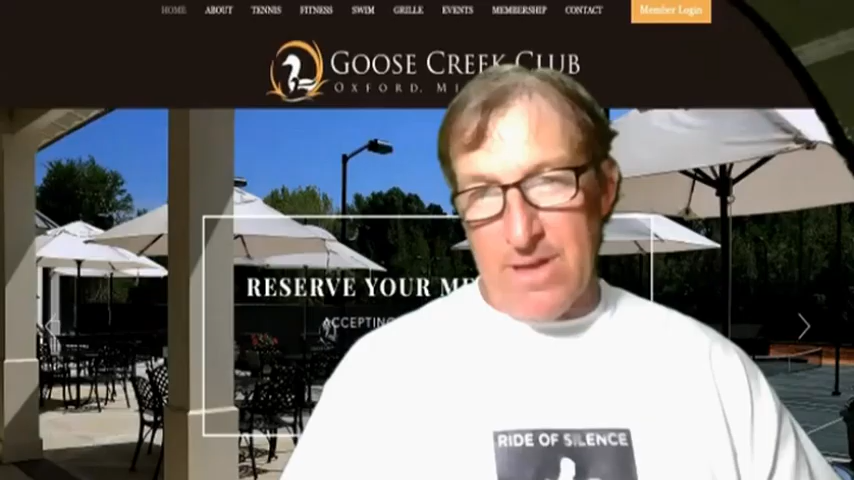 HOME ABOUT TENNIS FITNESS SWIM GRILLE EVENTS MEMBERSHIP CONTACT Member Login
GOOSE CREEK CLUB
OXFORD, MI
RESERVE YOUR M
ACCEPTING
RIDE OF SILENCE